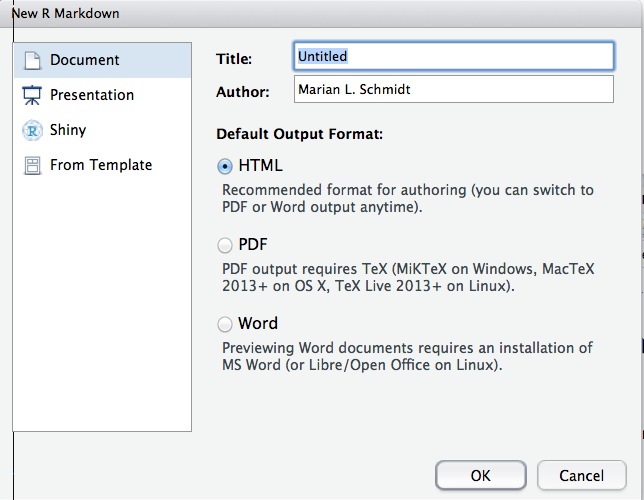 New R Markdown
Document
Presentation
Shiny
From Template
Title: Untitled
Author: Marian L. Schmidt
Default Output Format:
HTML
Recommended format for authoring (you can switch to
PDF or Word output anytime).
PDF
PDF output requires TeX (MiKTeX on Windows, MacTeX
2013+ on OS X, TeX Live 2013+ on Linux).
Word
Previewing Word documents requires an installation of
MS Word (or Libre/Open Office on Linux).
OK Cancel